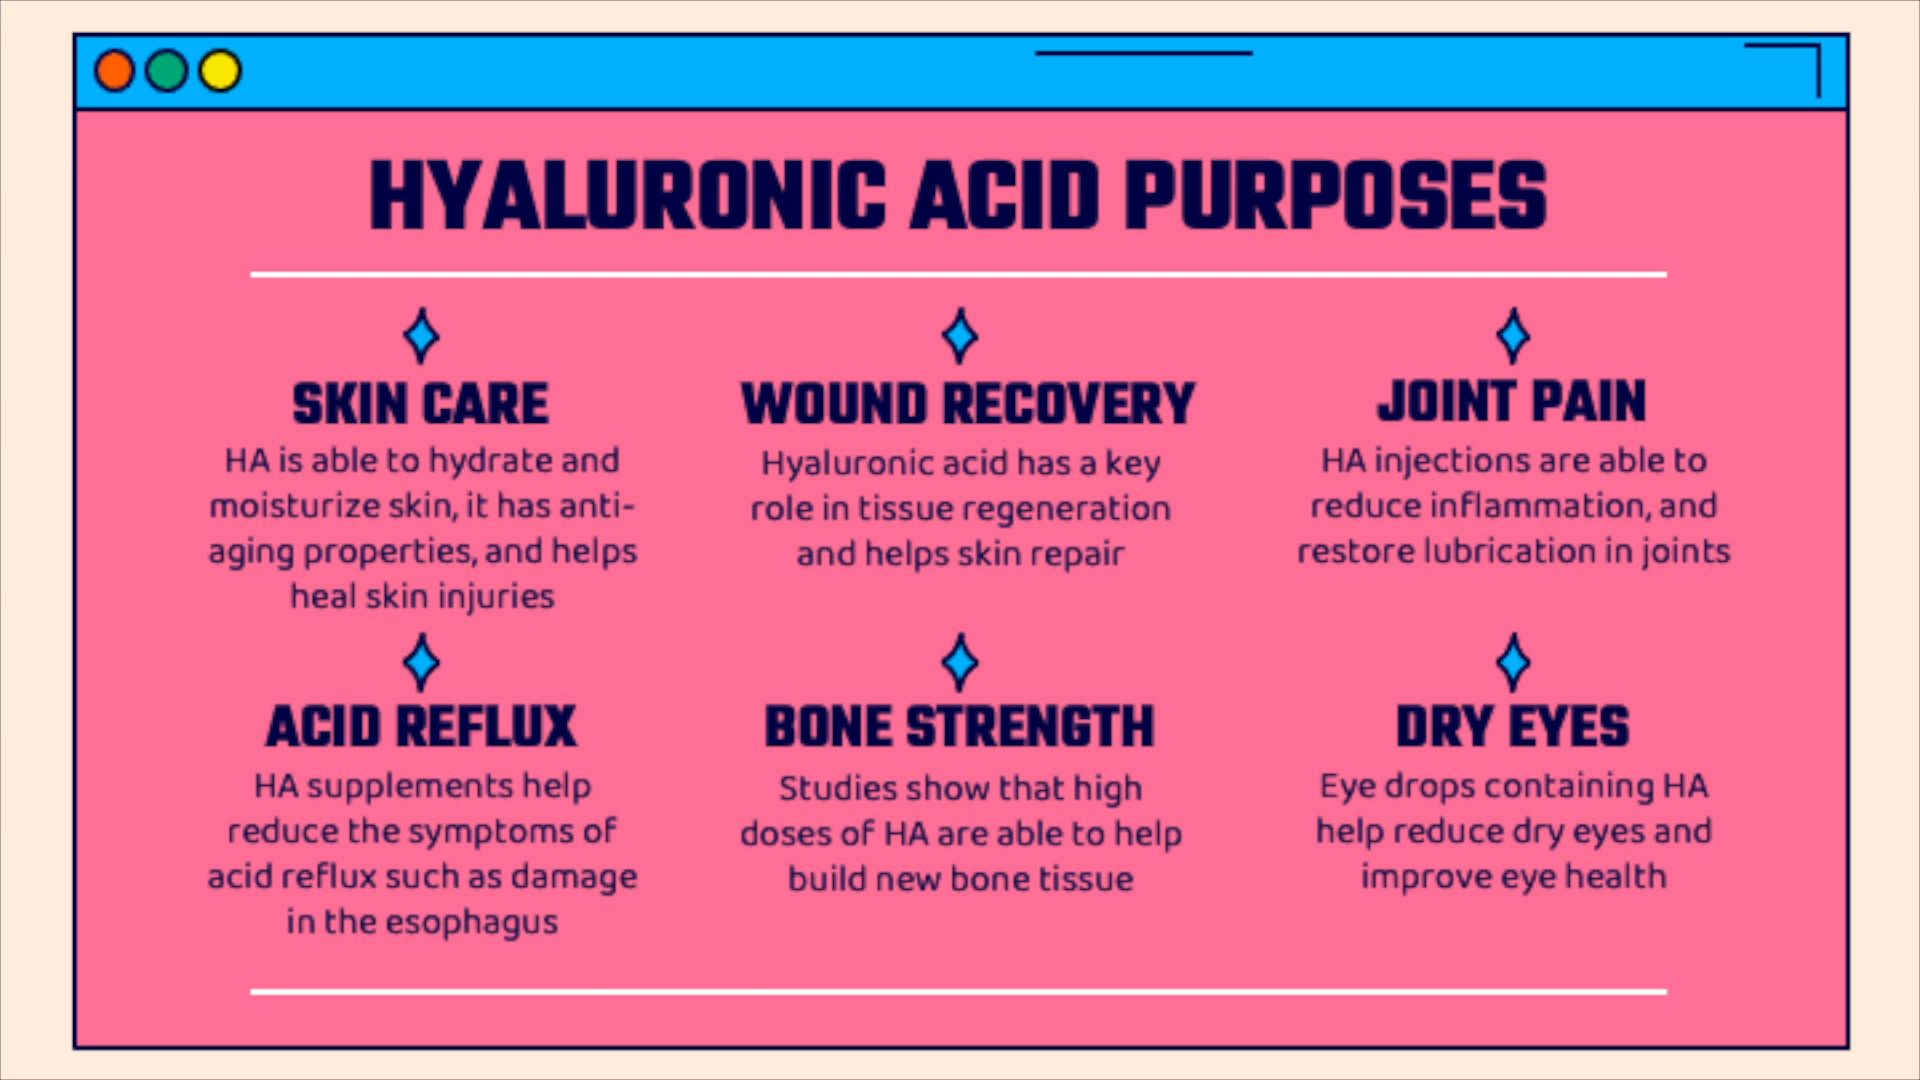 HYALURONIC ACID PURPOSES
SKIN CARE
HA is able to hydrate and
moisturize skin, it has anti-
aging properties, and helps
heal skin injuries
WOUND RECOVERY
Hyaluronic acid has a key
role in tissue regeneration
and helps skin repair
JOINT PAIN
HA injections are able to
reduce inflammation, and
restore lubrication in joints
ACID REFLUX
HA supplements help
reduce the symptoms of
acid reflux such as damage
in the esophagus
BONE STRENGTH
Studies show that high
doses of HA are able to help
build new bone tissue
DRY EYES
Eye drops containing HA
help reduce dry eyes and
improve eye health